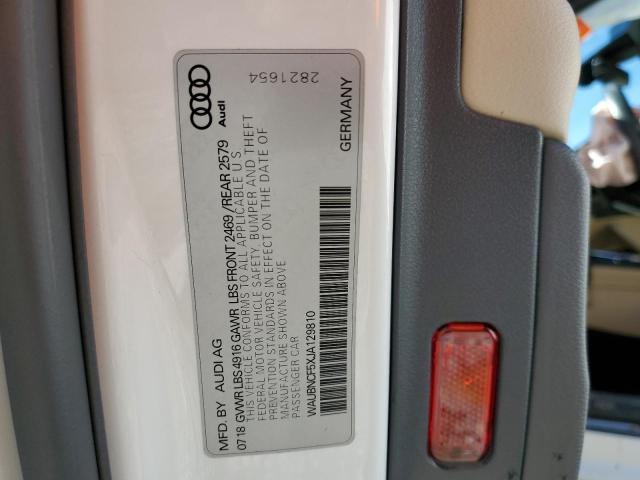 MFD. BY AUDI AG
0718 GVWR LBS 4916 GAWR LBS FRONT 2469 / REAR 2579
THIS VEHICLE CONFORMS TO ALL APPLICABLE U S
FEDERAL MOTOR VEHICLE SAFETY, BUMPER AND THEFT
PREVENTION STANDARDS IN EFFECT ON THE DATE OF
MANUFACTURE SHOWN ABOVE
PASSENGER CAR
WAUBNCF5XJA129810
GERMANY
Audi
2821654